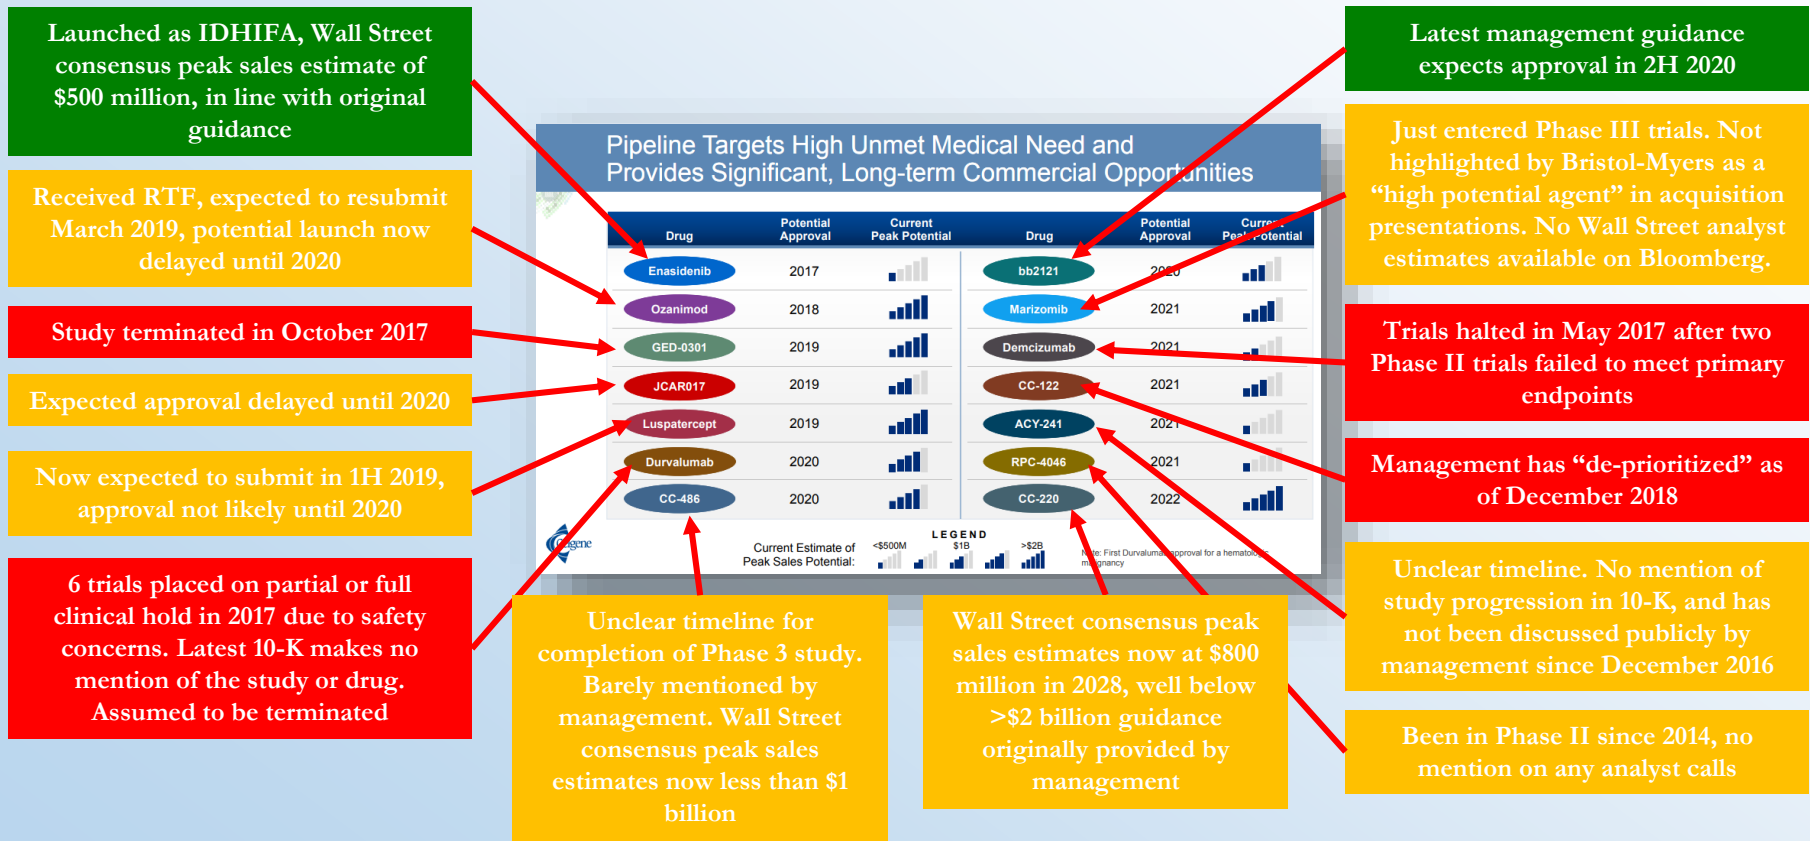 Launched as IDHIFA, Wall Street
consensus peak sales estimate of
$500 million, in line with original
guidance
Received RTF, expected to resubmit
March 2019, potential launch now
delayed until 2020
Study terminated in October 2017
Expected approval delayed until 2020
Now expected to submit in 1H 2019,
approval not likely until 2020
6 trials placed on partial or full
clinical hold in 2017 due to safety
concerns. Latest 10-K makes no
mention of the study or drug.
Assumed to be terminated
Pipeline Targets High Unmet Medical Need and
Provides Significant, Long-term Commercial Opportunities
Drug Potential Approval Current Peak Potential Drug Potential Approval Current Peak Potential
Enasidenib 2017 bb2121 2020
Ozanimod 2018 Marizomib 2021
GED-0301 2019 Demcizumab 2021
JCAR017 2019 CC-122 2021
Luspatercept 2019 ACY-241 2021
Durvalumab 2020 RPC-4046 2021
CC-486 2020 CC-220 2022
Celgene
LEGEND
Current Estimate of
Peak Sales Potential:
<$500M $1B >$2B
Note: First Durvalumab approval for a hematologic
malignancy
Unclear timeline for
completion of Phase 3 study.
Barely mentioned by
management. Wall Street
consensus peak sales
estimates now less than $1
billion
Wall Street consensus peak
sales estimates now at $800
million in 2028, well below
>$2 billion guidance
originally provided by
management
Latest management guidance
expects approval in 2H 2020
Just entered Phase III trials. Not
highlighted by Bristol-Myers as a
“high potential agent” in acquisition
presentations. No Wall Street analyst
estimates available on Bloomberg.
Trials halted in May 2017 after two
Phase II trials failed to meet primary
endpoints
Management has “de-prioritized” as
of December 2018
Unclear timeline. No mention of
study progression in 10-K, and has
not been discussed publicly by
management since December 2016
Been in Phase II since 2014, no
mention on any analyst calls